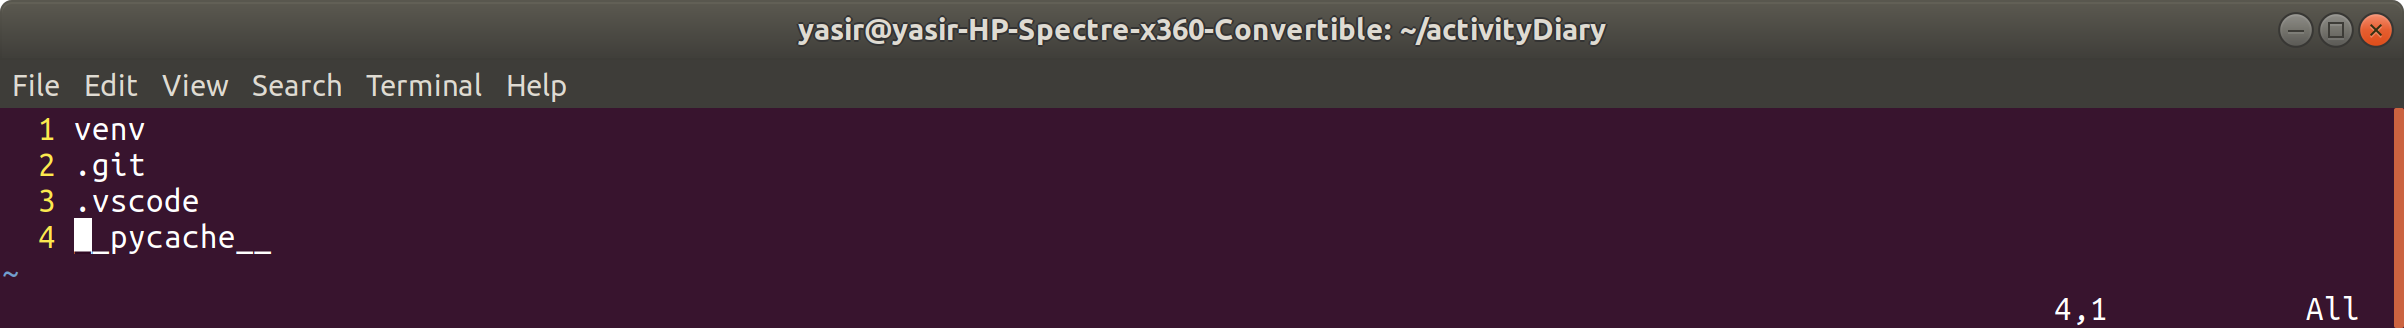 yasir@yasir-HP-Spectre-x360-Convertible: ~/activityDiary
File Edit View Search Terminal Help
1 venv
2 .git
3 .vscode
4 __pycache__
~
4,1 All